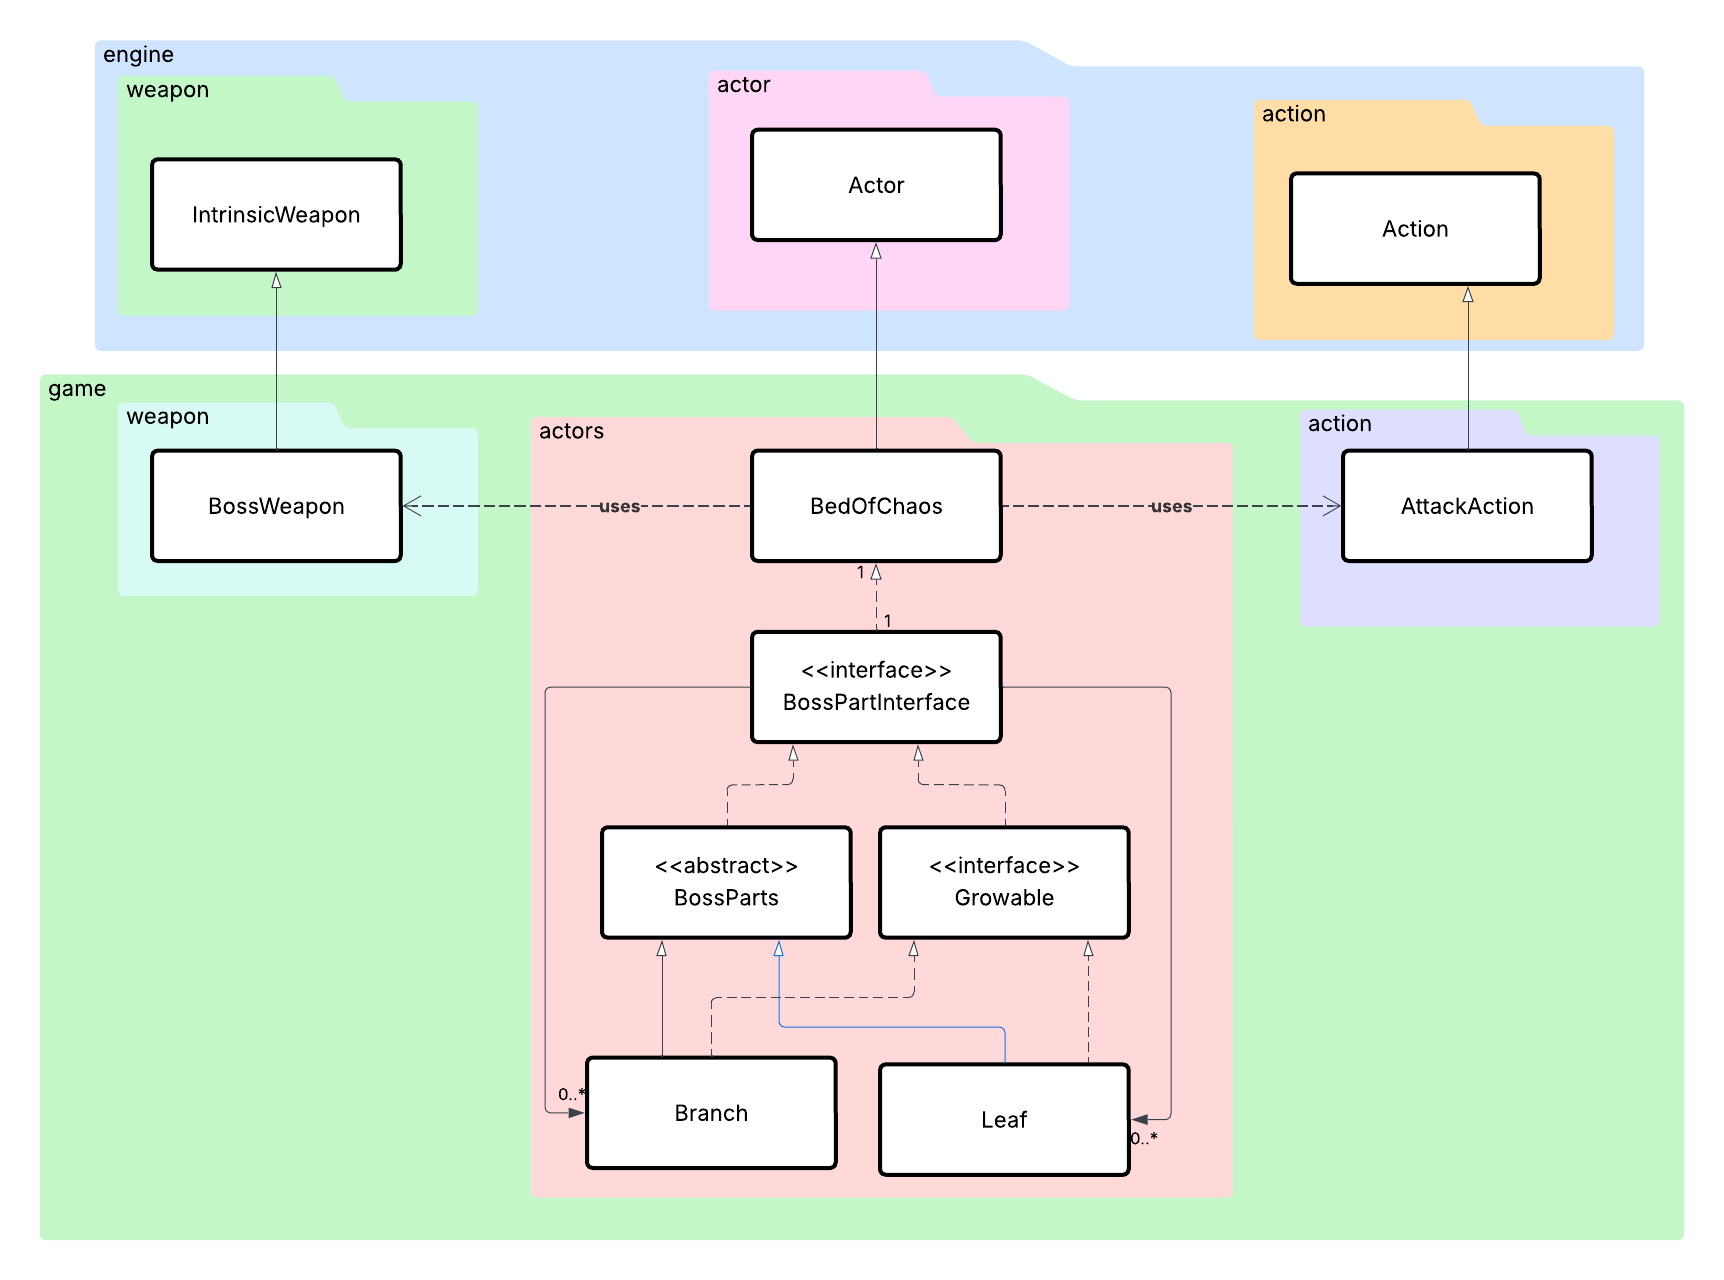 engine
weapon
actor
action
IntrinsicWeapon
Actor
Action
game
weapon
actors
action
BossWeapon
uses
BedOfChaos
uses
AttackAction
1
1
<<interface>>
BossPartInterface
<<abstract>>
BossParts
<<interface>>
Growable
0..*
Branch
Leaf
0..*